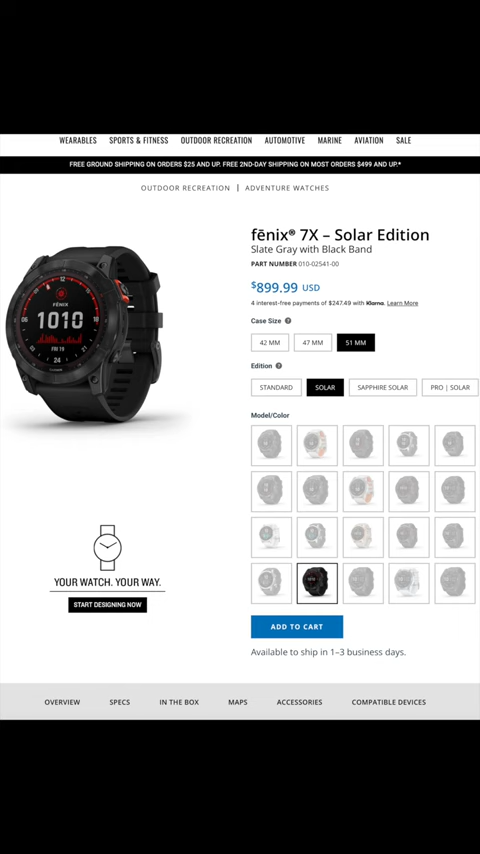 WEARABLES SPORTS & FITNESS OUTDOOR RECREATION AUTOMOTIVE MARINE AVIATION SALE
FREE GROUND SHIPPING ON ORDERS $25 AND UP. FREE 2ND-DAY SHIPPING ON MOST ORDERS $499 AND UP.*
OUTDOOR RECREATION | ADVENTURE WATCHES
fēnix® 7X – Solar Edition
Slate Gray with Black Band
PART NUMBER 010-02541-00
$899.99 USD
4 interest-free payments of $247.49 with Klarna. Learn More
Case Size ?
42 MM 47 MM 51 MM
Edition ?
STANDARD SOLAR SAPPHIRE SOLAR PRO | SOLAR
Model/Color
FĒNIX
1010
FRI 19
24
GARMIN
YOUR WATCH. YOUR WAY.
START DESIGNING NOW
ADD TO CART
Available to ship in 1–3 business days.
OVERVIEW SPECS IN THE BOX MAPS ACCESSORIES COMPATIBLE DEVICES